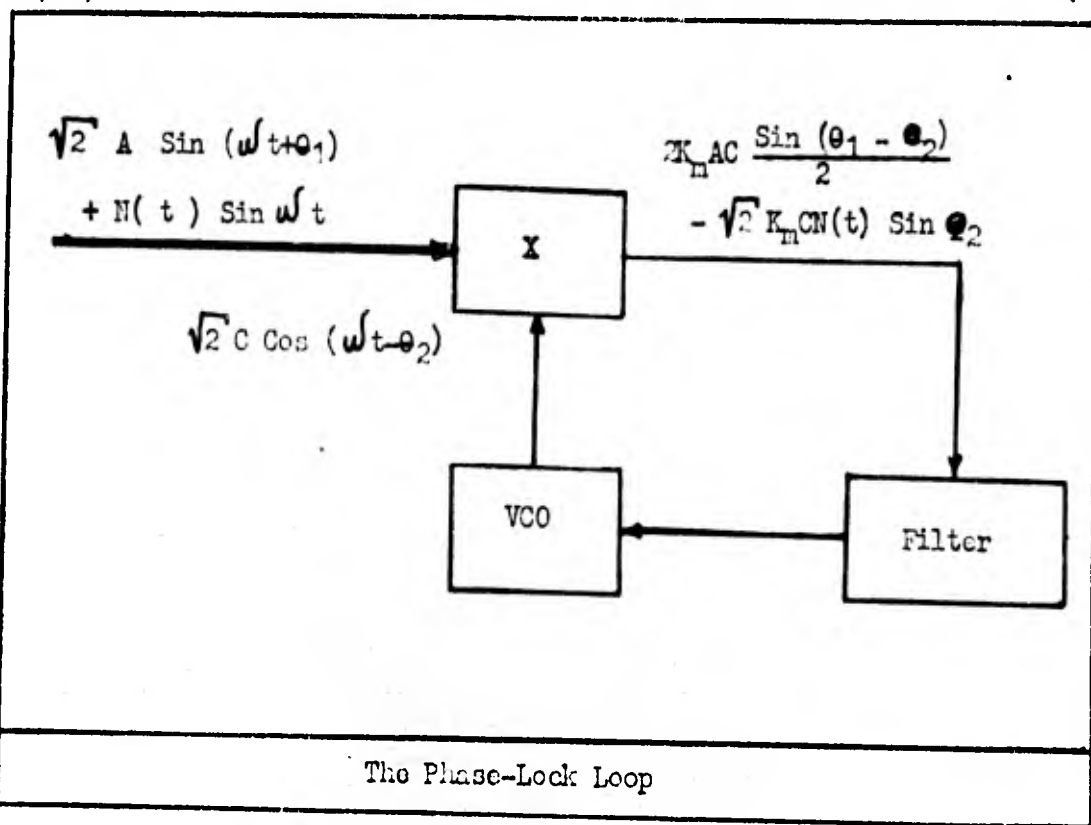 √2 A Sin (ωt+θ₁)
+ N( t ) Sin ωt
2KₘAC Sin (θ₁ - θ₂)
2
- √2 KₘCN(t) Sin θ₂
X
√2 C Cos (ωt-θ₂)
VCO
Filter
The Phase-Lock Loop